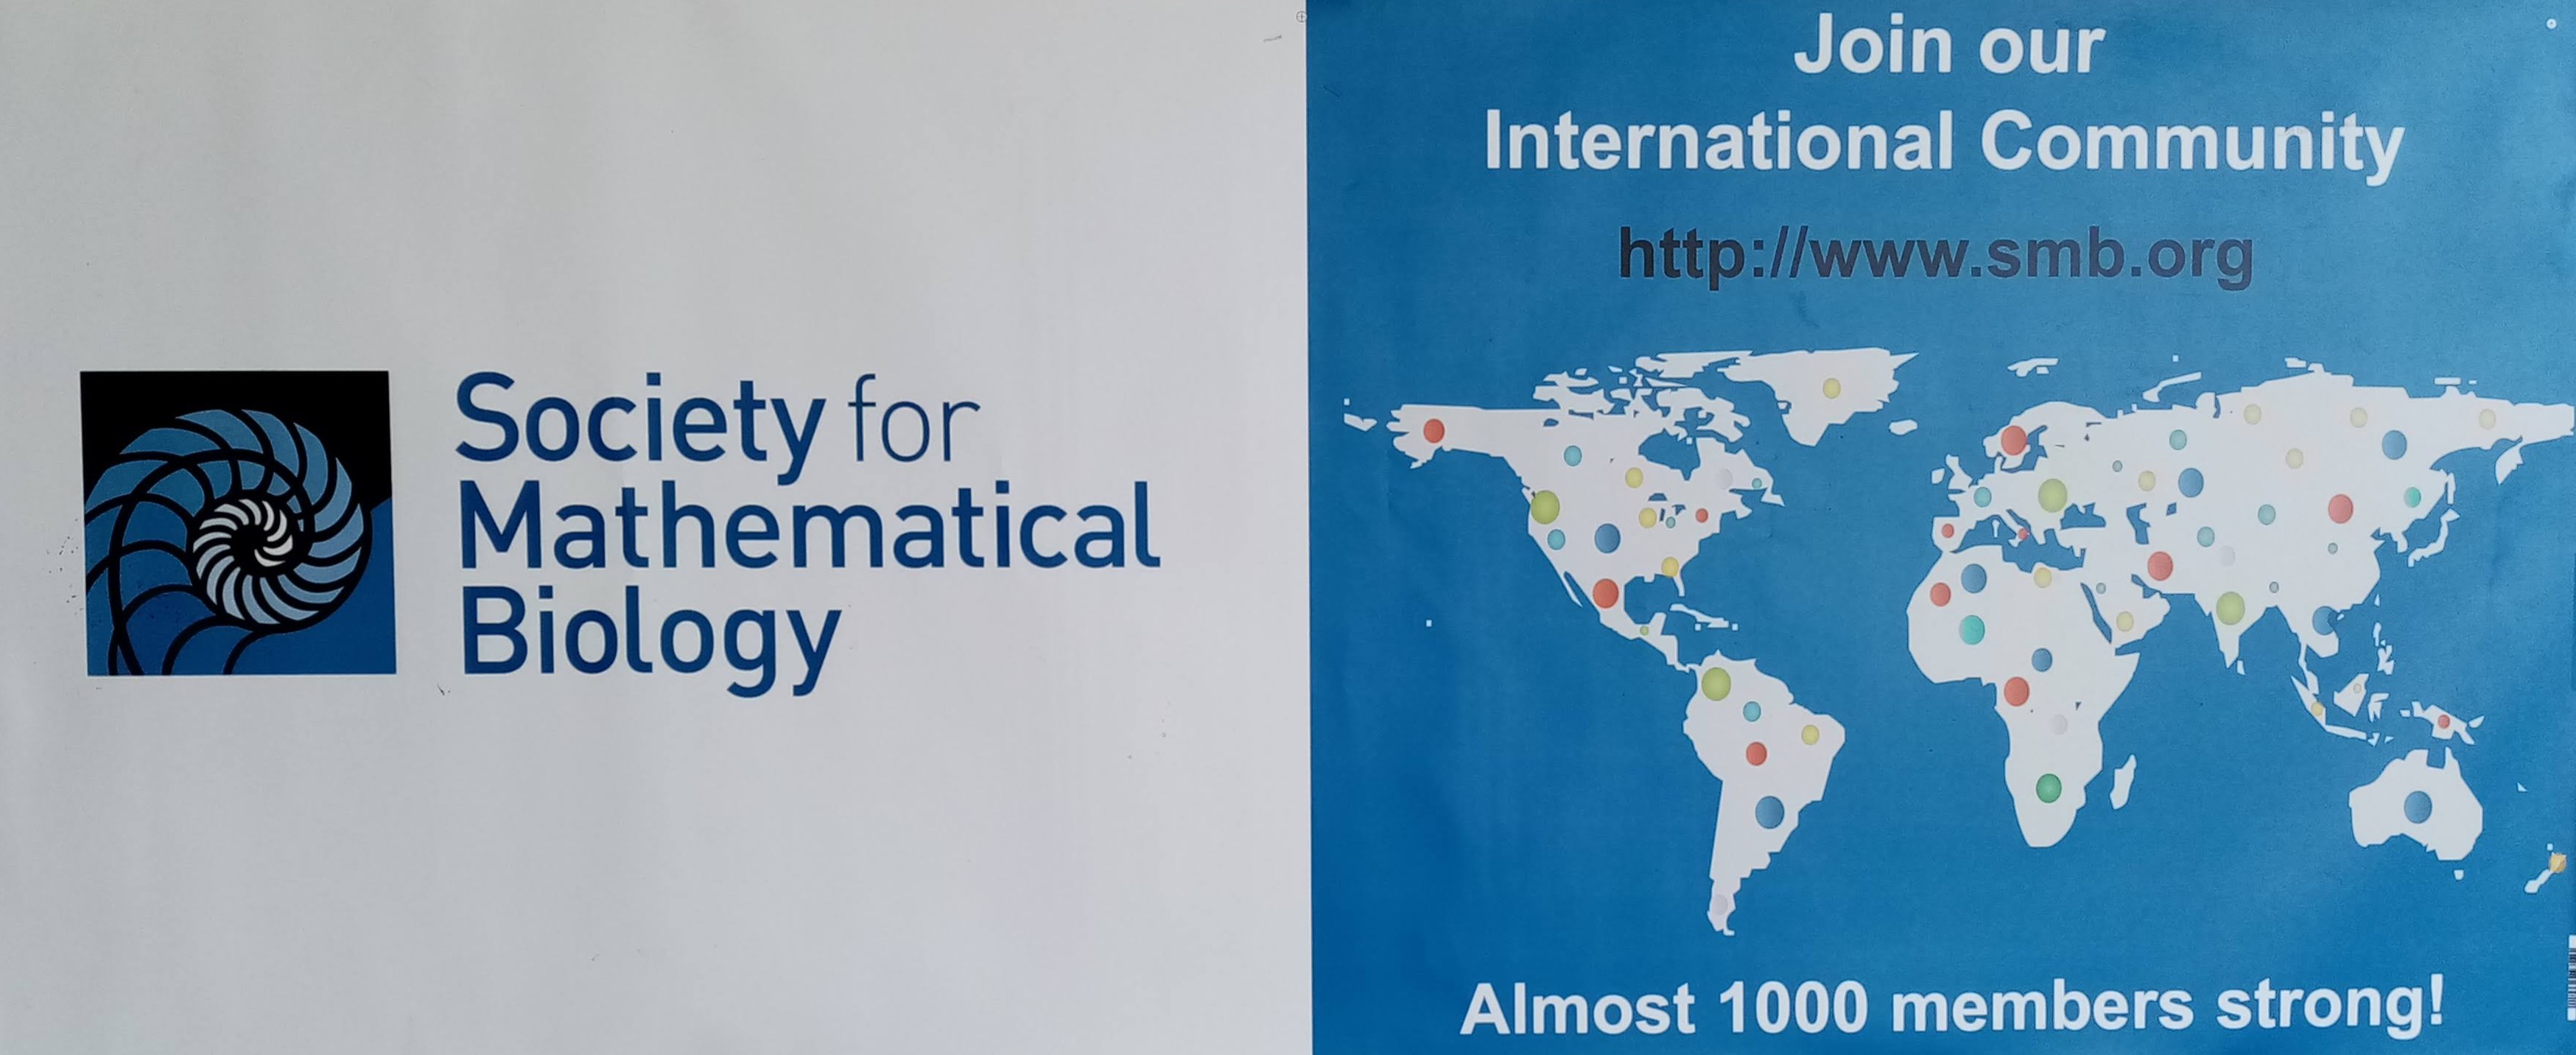 Society for
Mathematical
Biology
Join our
International Community
http://www.smb.org
Almost 1000 members strong!